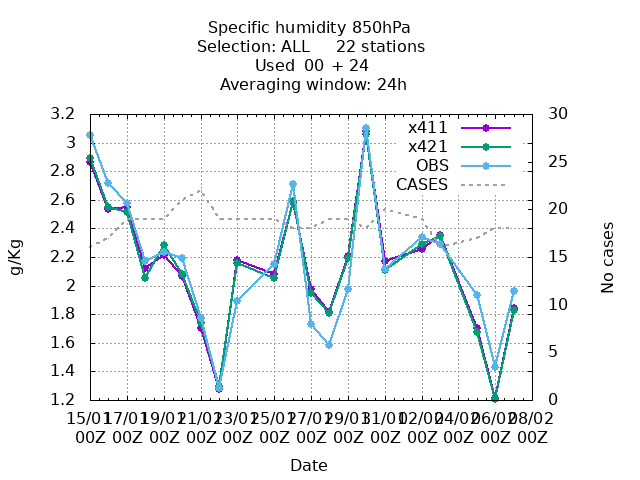 Specific humidity 850hPa
Selection: ALL 22 stations
Used 00 + 24
Averaging window: 24h
x411
x421
OBS
CASES
3.2
3
2.8
2.6
2.4
2.2
2
1.8
1.6
1.4
1.2
g/Kg
30
25
20
15
10
5
0
No cases
15/01 17/01 19/01 21/01 23/01 25/01 27/01 29/01 31/01 02/02 04/02 06/02 08/02
00Z 00Z 00Z 00Z 00Z 00Z 00Z 00Z 00Z 00Z 00Z 00Z 00Z
Date